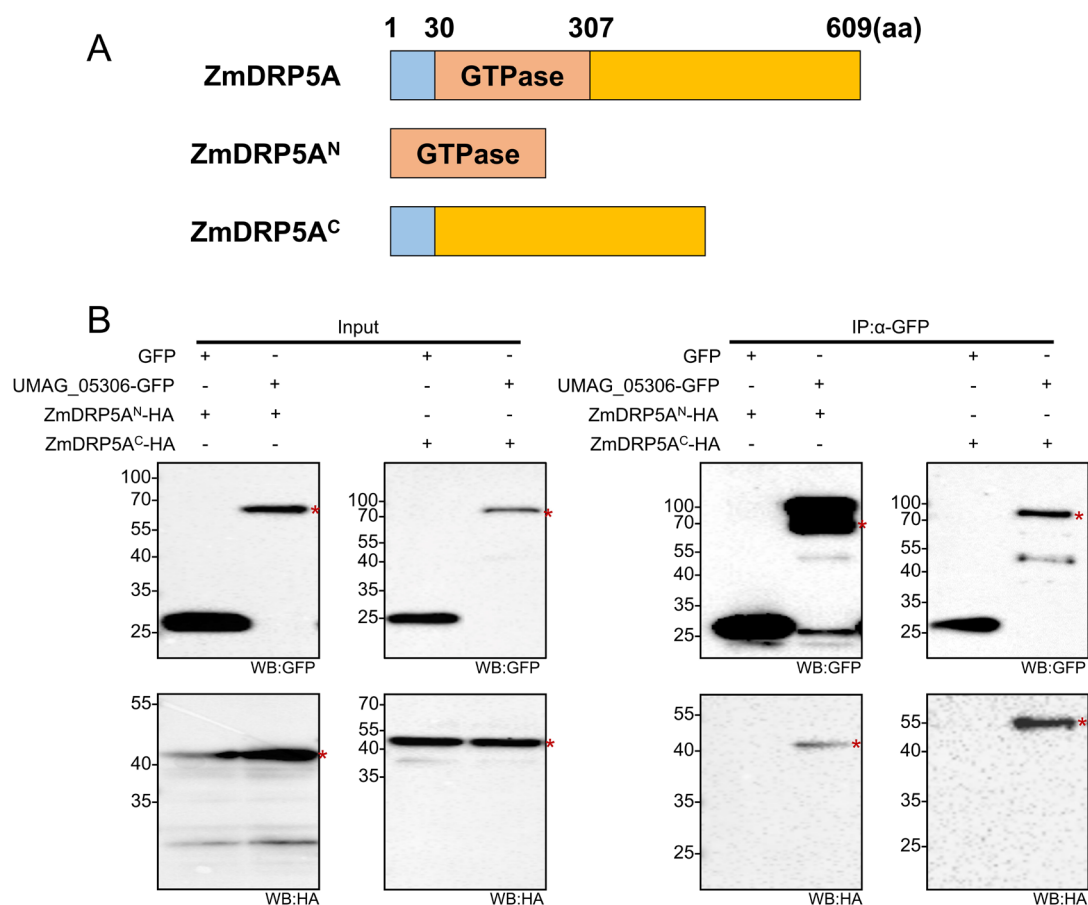 A
1 30 307 609(aa)
ZmDRP5A GTPase
ZmDRP5Aᴺ GTPase
ZmDRP5Aᶜ
B
Input IP:α-GFP
GFP + - + - + - + -
UMAG_05306-GFP - + - + UMAG_05306-GFP - + - +
ZmDRP5Aᴺ-HA + + - - ZmDRP5Aᴺ-HA + + - -
ZmDRP5Aᶜ-HA - - + + ZmDRP5Aᶜ-HA - - + +
100 70 55 40 35 25 *
WB:GFP
100 70 55 40 35 25 *
WB:GFP
100 70 55 40 35 25 *
WB:GFP
100 70 55 40 35 25 *
WB:GFP
55 40 35 *
WB:HA
70 55 40 35 *
WB:HA
55 40 35 25 *
WB:HA
55 40 35 25 *
WB:HA